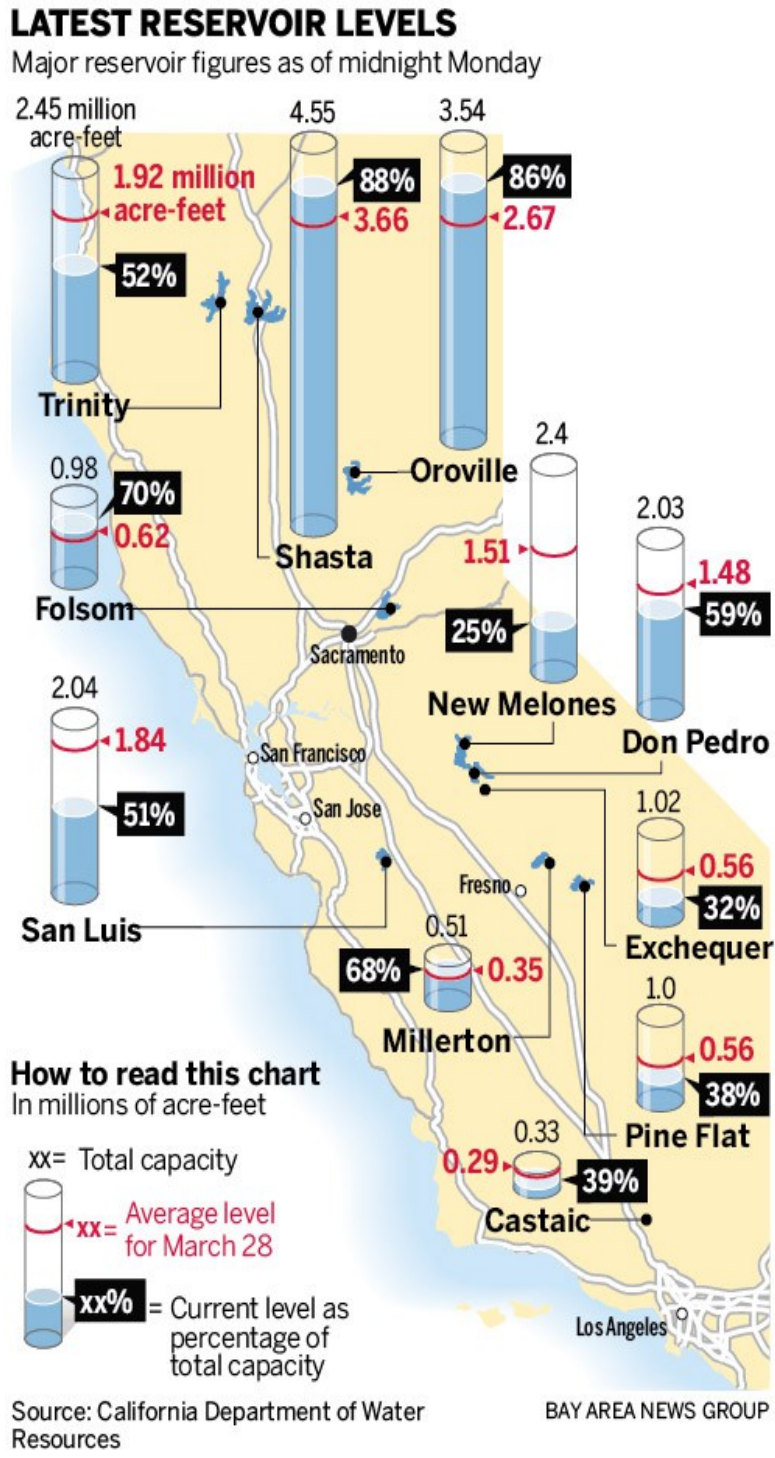 LATEST RESERVOIR LEVELS
Major reservoir figures as of midnight Monday
2.45 million
acre-feet
1.92 million
acre-feet
52%
Trinity
4.55
88%
3.66
Shasta
3.54
86%
2.67
Oroville
0.98
70%
0.62
Folsom
2.4
1.51
25%
New Melones
2.03
1.48
59%
Don Pedro
Sacramento
2.04
1.84
51%
San Luis
San Francisco
San Jose
Fresno
1.02
0.56
32%
Exchequer
0.51
68%
0.35
Millerton
1.0
0.56
38%
Pine Flat
0.33
0.29
39%
Castaic
Los Angeles
How to read this chart
In millions of acre-feet
xx= Total capacity
xx= Average level
for March 28
xx% = Current level as
percentage of
total capacity
Source: California Department of Water
Resources
BAY AREA NEWS GROUP